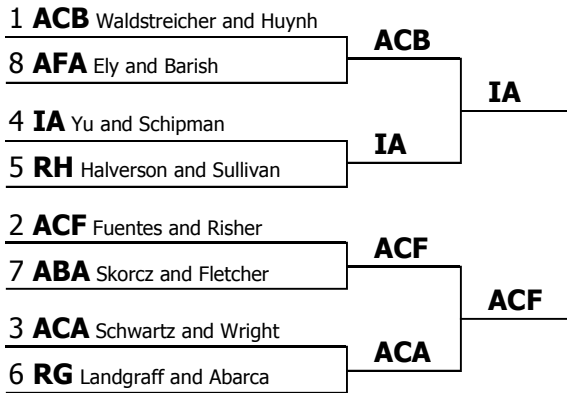 1 ACB Waldstreicher and Huynh
8 AFA Ely and Barish
ACB
4 IA Yu and Schipman
5 RH Halverson and Sullivan
IA
IA
2 ACF Fuentes and Risher
7 ABA Skorcz and Fletcher
ACF
3 ACA Schwartz and Wright
6 RG Landgraff and Abarca
ACA
ACF